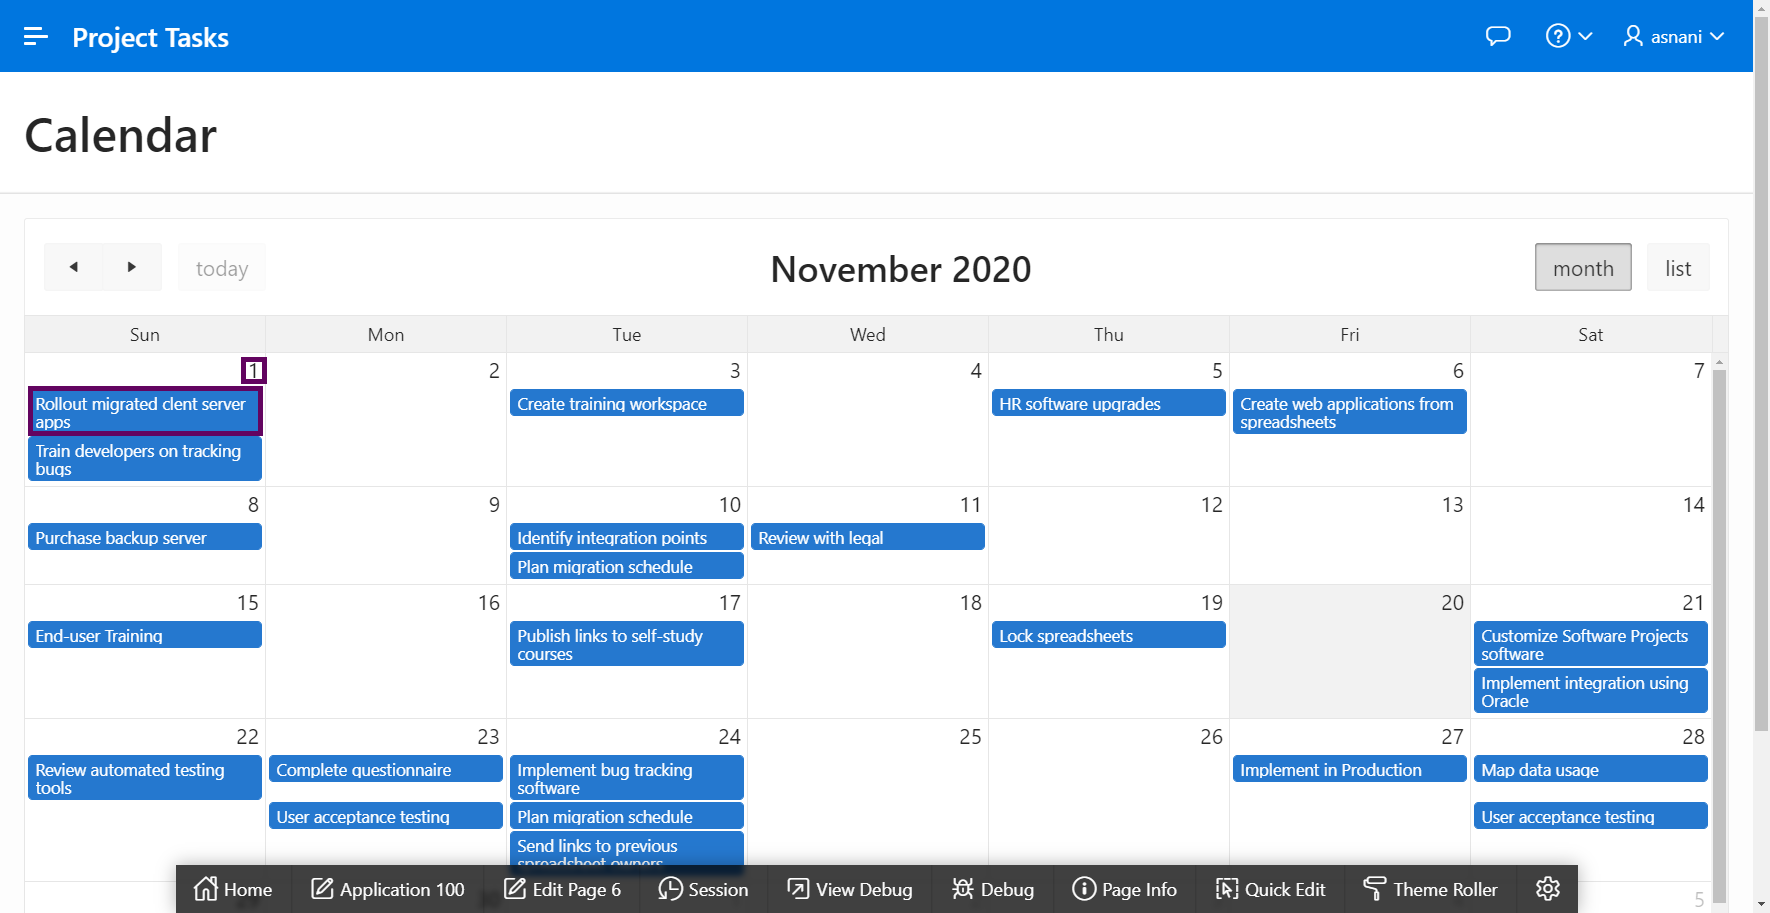 Project Tasks
asnani
Calendar
today
November 2020
month
list
Sun Mon Tue Wed Thu Fri Sat
1 2 3 4 5 6 7
Rollout migrated clent server
apps
Train developers on tracking
bugs
Create training workspace
HR software upgrades
Create web applications from
spreadsheets
8 9 10 11 12 13 14
Purchase backup server
Identify integration points
Plan migration schedule
Review with legal
15 16 17 18 19 20 21
End-user Training
Publish links to self-study
courses
Lock spreadsheets
Customize Software Projects
software
Implement integration using
Oracle
22 23 24 25 26 27 28
Review automated testing
tools
Complete questionnaire
User acceptance testing
Implement bug tracking
software
Plan migration schedule
Send links to previous
spreadsheet owners
Implement in Production
Map data usage
User acceptance testing
29 30 5
Home Application 100 Edit Page 6 Session View Debug Debug Page Info Quick Edit Theme Roller